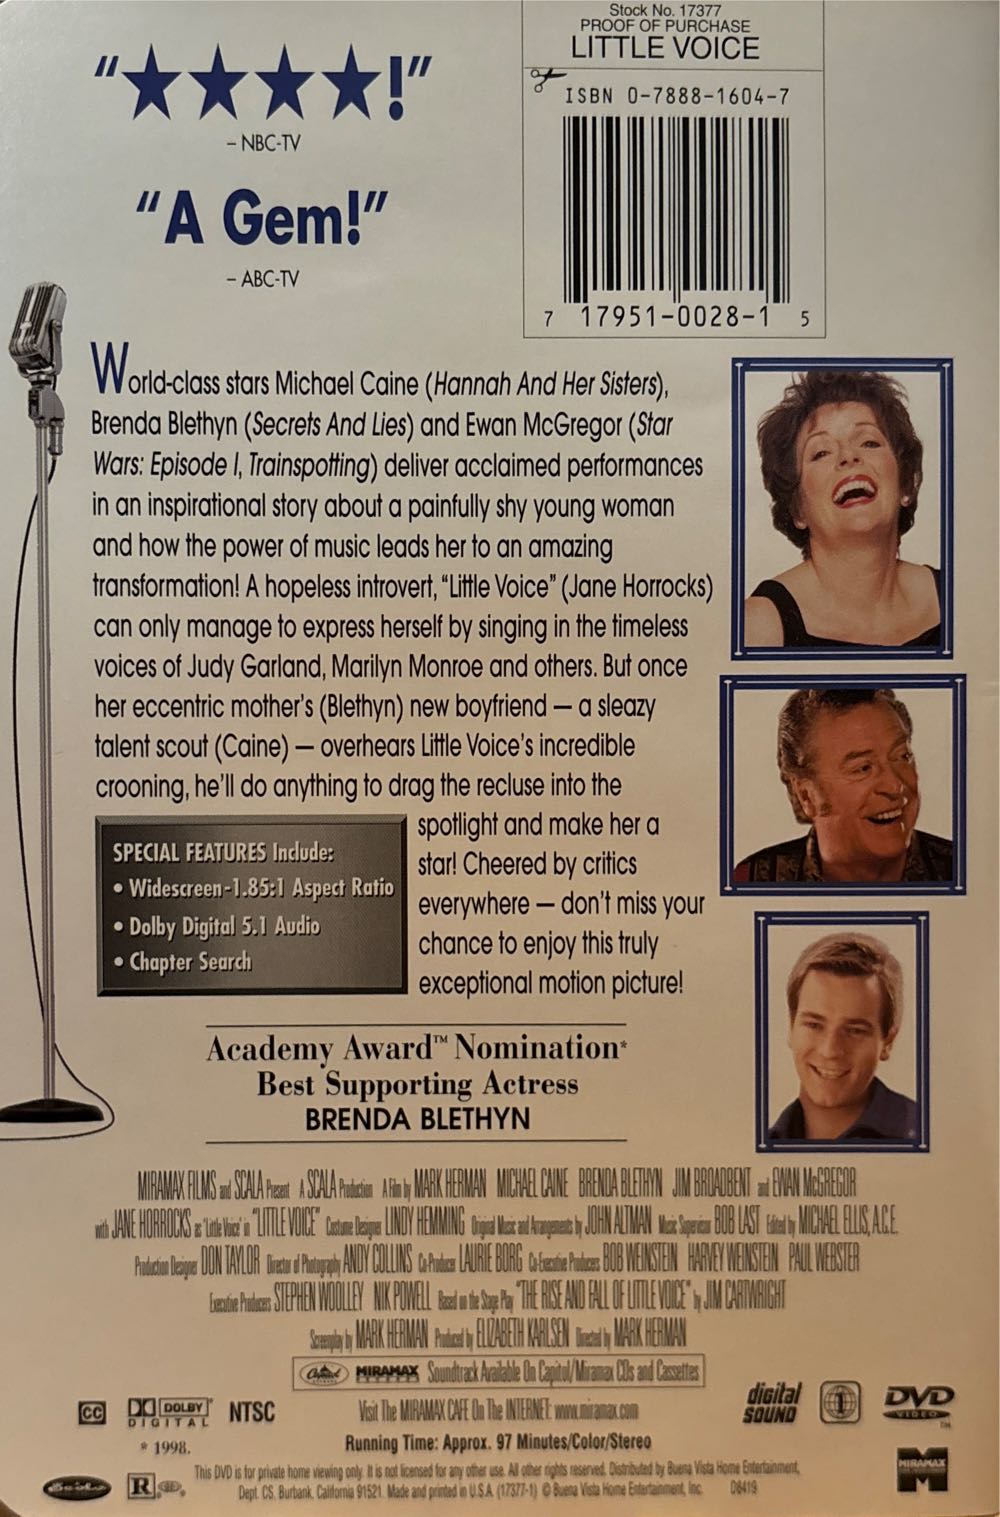 Stock No. 17377
PROOF OF PURCHASE
LITTLE VOICE
ISBN 0-7888-1604-7
7 17951-0028-1 5
"★★★★!"
– NBC-TV
"A Gem!"
– ABC-TV
World-class stars Michael Caine (Hannah And Her Sisters),
Brenda Blethyn (Secrets And Lies) and Ewan McGregor (Star
Wars: Episode I, Trainspotting) deliver acclaimed performances
in an inspirational story about a painfully shy young woman
and how the power of music leads her to an amazing
transformation! A hopeless introvert, "Little Voice" (Jane Horrocks)
can only manage to express herself by singing in the timeless
voices of Judy Garland, Marilyn Monroe and others. But once
her eccentric mother's (Blethyn) new boyfriend — a sleazy
talent scout (Caine) — overhears Little Voice's incredible
crooning, he'll do anything to drag the recluse into the
spotlight and make her a
star! Cheered by critics
everywhere — don't miss your
chance to enjoy this truly
exceptional motion picture!
SPECIAL FEATURES Include:
• Widescreen-1.85:1 Aspect Ratio
• Dolby Digital 5.1 Audio
• Chapter Search
Academy Award™ Nomination*
Best Supporting Actress
BRENDA BLETHYN
MIRAMAX FILMS and SCALA Present A SCALA Production A Film by MARK HERMAN MICHAEL CAINE BRENDA BLETHYN JIM BROADBENT and EWAN McGREGOR
with JANE HORROCKS as 'Little Voice' in "LITTLE VOICE" Costume Designer LINDY HEMMING Original Music and Arrangements by JOHN ALTMAN Music Supervisor BOB LAST Edited by MICHAEL ELLIS, A.C.E.
Production Designer DON TAYLOR Director of Photography ANDY COLLINS Co-Producer LAURIE BORG Co-Executive Producers BOB WEINSTEIN HARVEY WEINSTEIN PAUL WEBSTER
Executive Producers STEPHEN WOOLLEY NIK POWELL Based on the Stage Play "THE RISE AND FALL OF LITTLE VOICE" by JIM CARTWRIGHT
Screenplay by MARK HERMAN Produced by ELIZABETH KARLSEN Directed by MARK HERMAN
Capitol MIRAMAX Soundtrack Available On Capitol/Miramax CDs and Cassettes
CC DOLBY DIGITAL NTSC
Visit The MIRAMAX CAFE On The INTERNET: www.miramax.com
digital SOUND 1 DVD VIDEO TM
* 1998.
Running Time: Approx. 97 Minutes/Color/Stereo
R
This DVD is for private home viewing only. It is not licensed for any other use. All other rights reserved. Distributed by Buena Vista Home Entertainment,
Dept. CS, Burbank, California 91521. Made and printed in U.S.A. (17377-1) © Buena Vista Home Entertainment, Inc. D8419
MIRAMAX